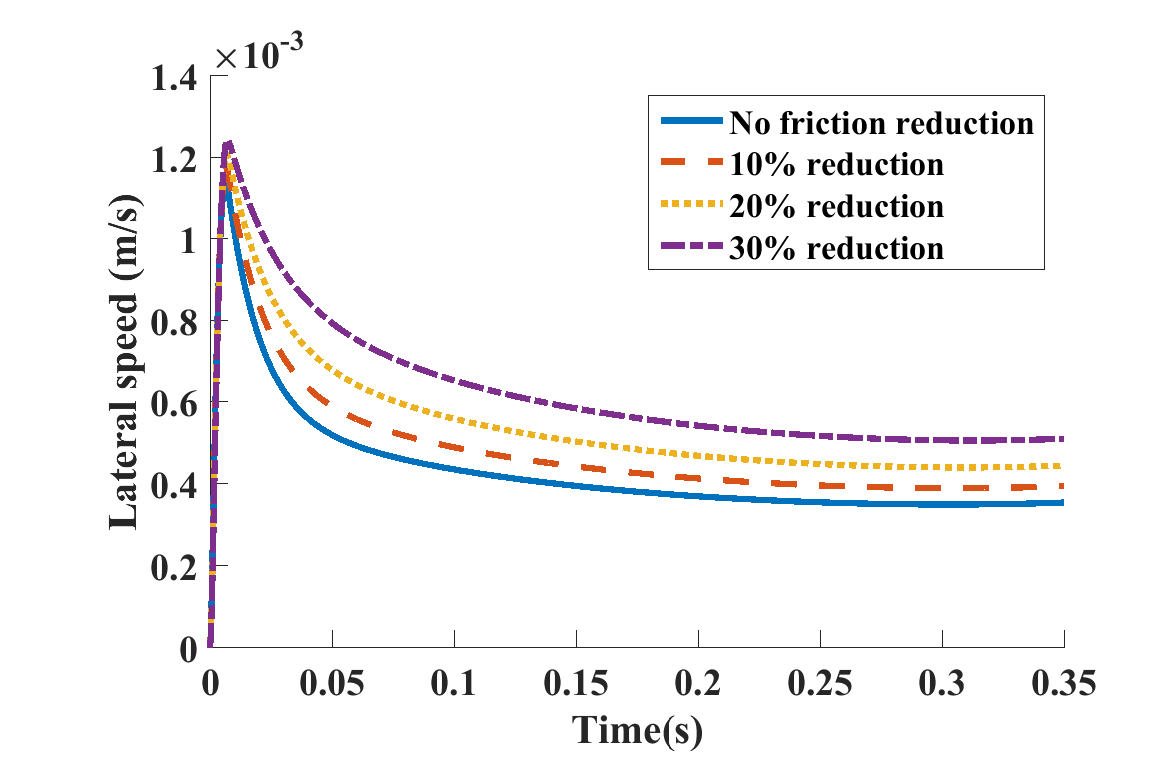 ×10-3
1.4
1.2
1
0.8
0.6
0.4
0.2
0
Lateral speed (m/s)
No friction reduction
10% reduction
20% reduction
30% reduction
0 0.05 0.1 0.15 0.2 0.25 0.3 0.35
Time(s)